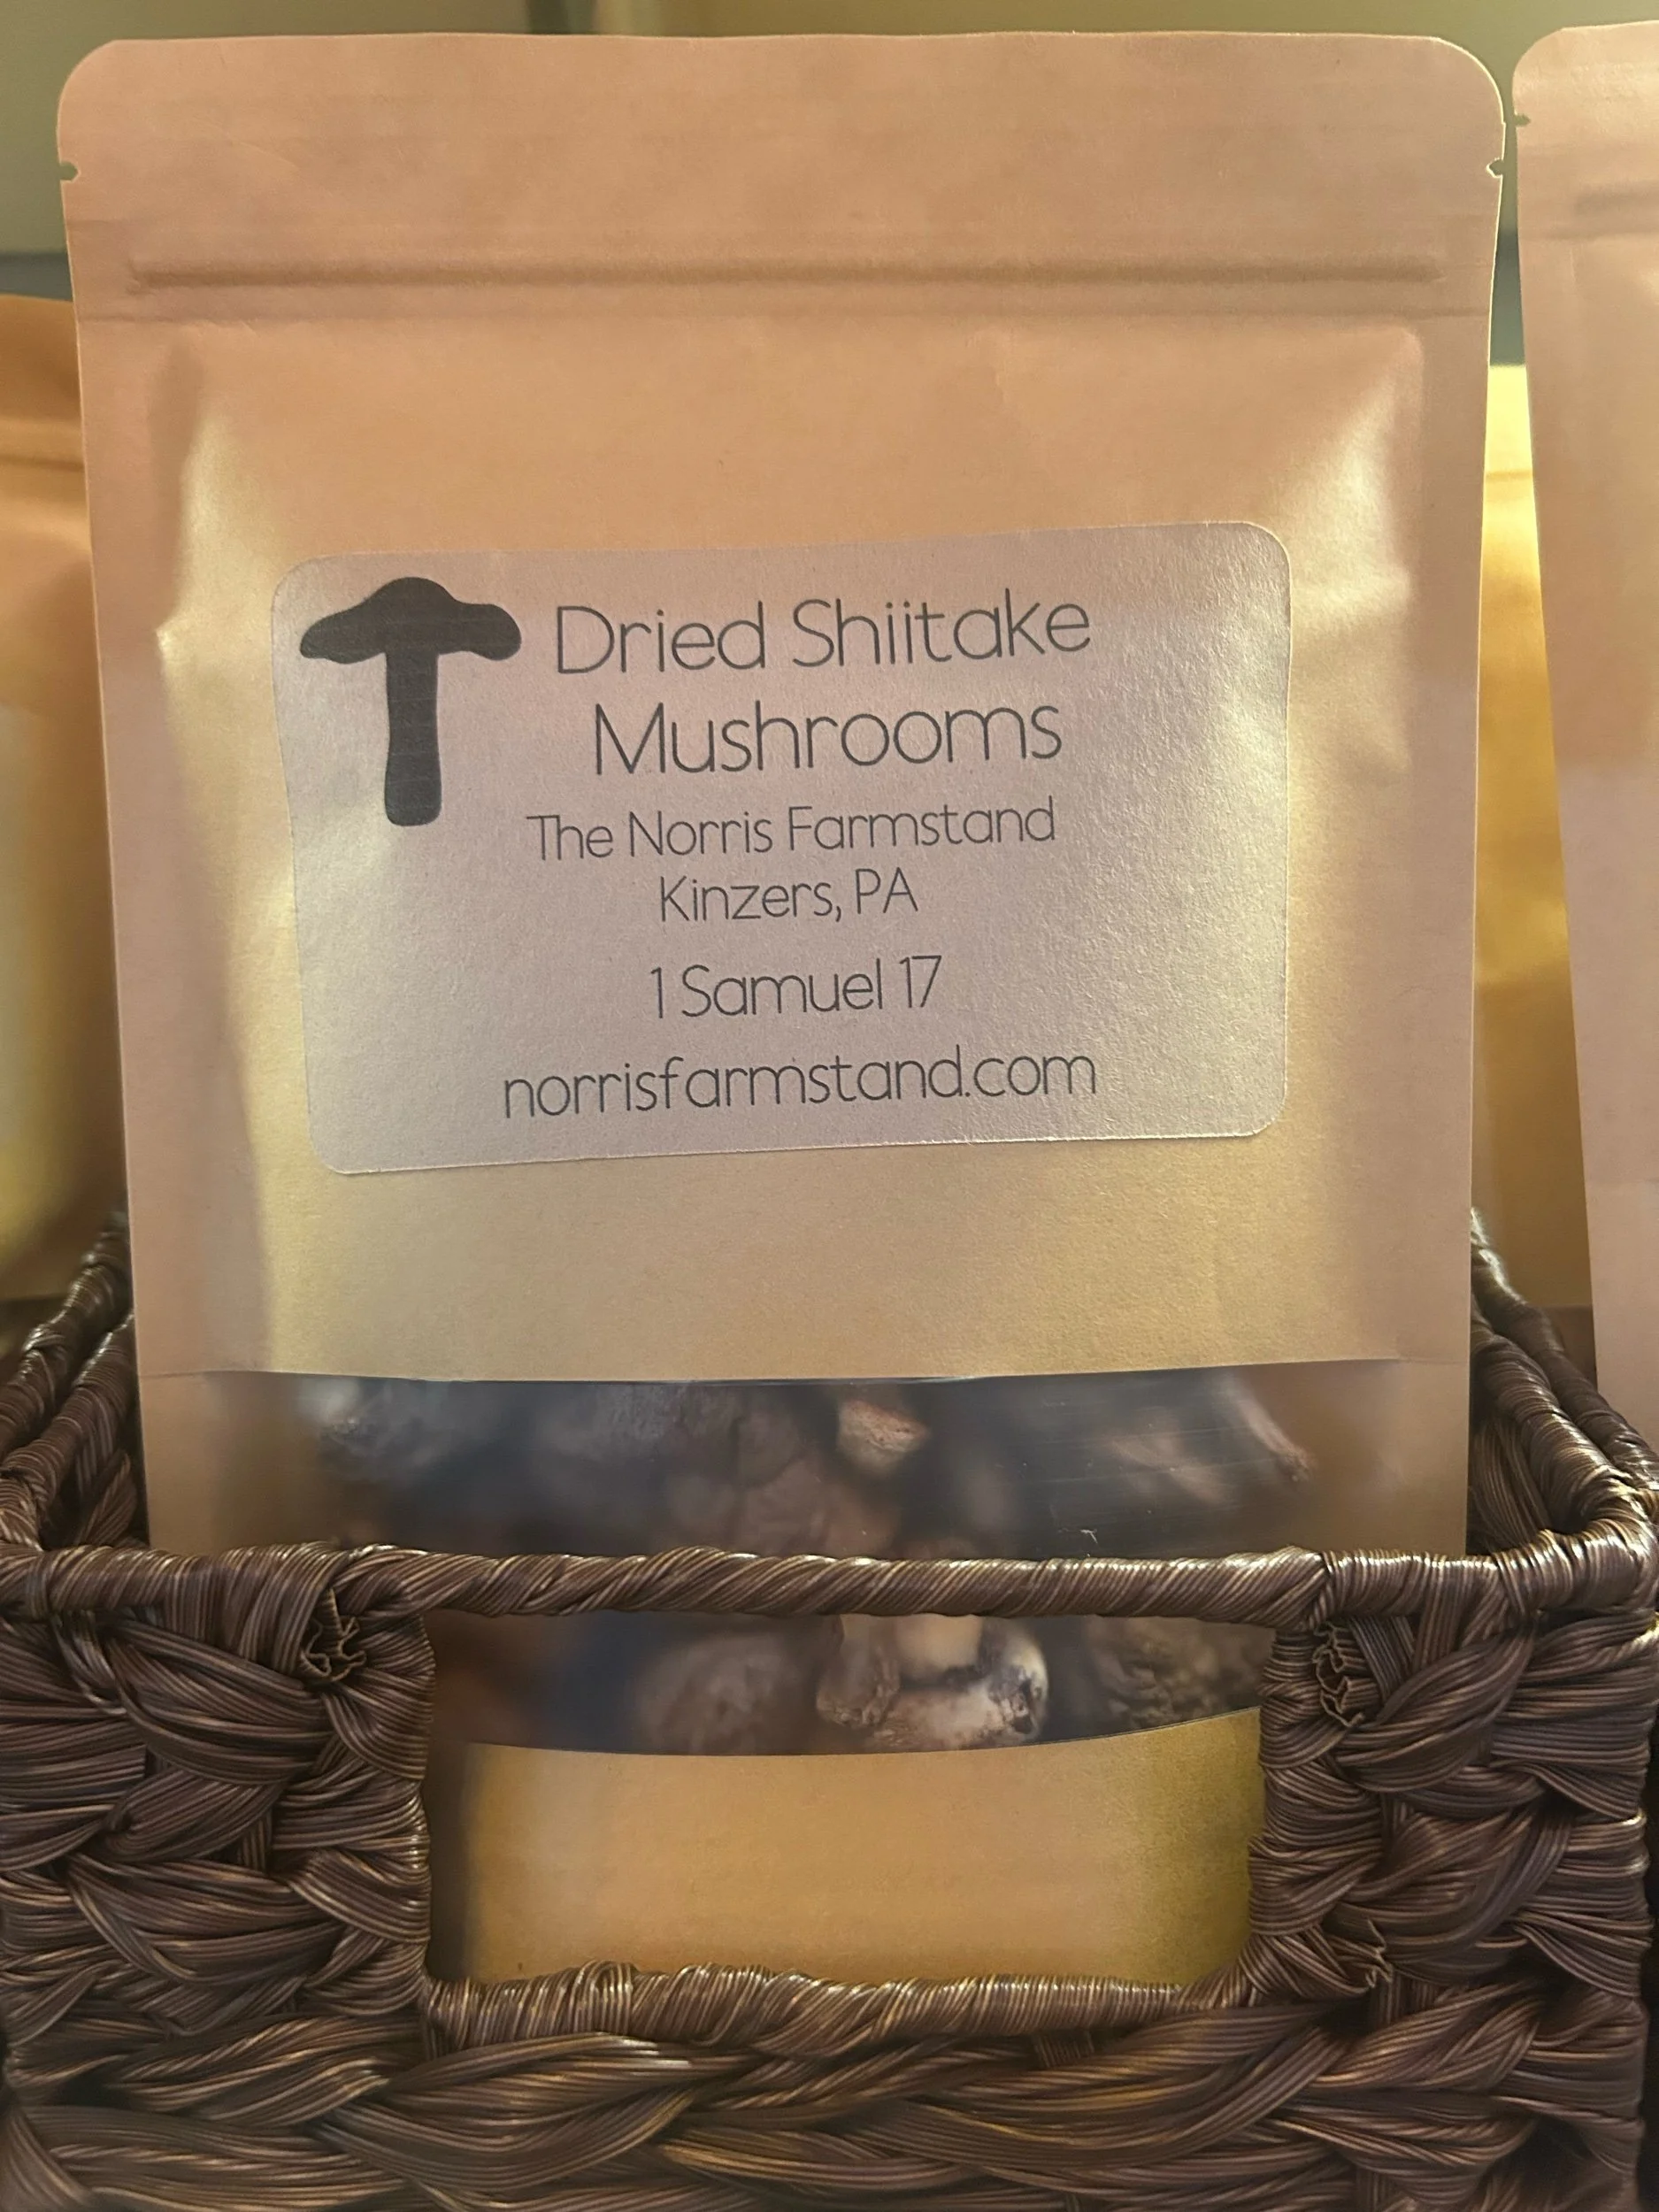 Dried Shiitake
Mushrooms
The Norris Farmstand
Kinzers, PA
1 Samuel 17
norrisfarmstand.com